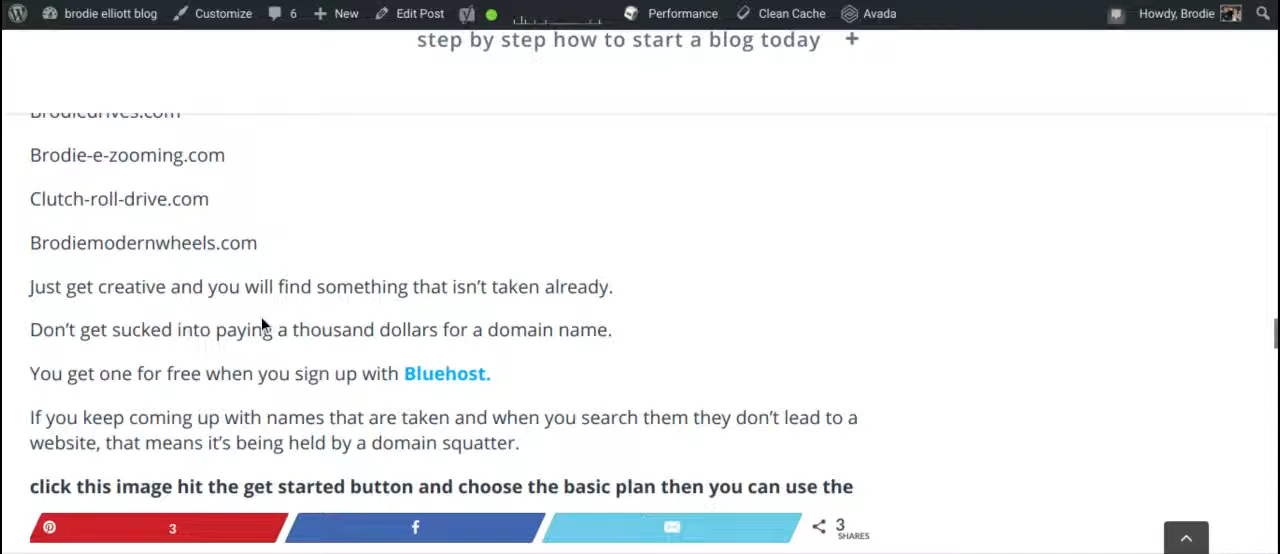 brodie elliott blog Customize 6 New Edit Post Performance Clean Cache Avada Howdy, Brodie
step by step how to start a blog today +
Brodiedrives.com
Brodie-e-zooming.com
Clutch-roll-drive.com
Brodiemodernwheels.com
Just get creative and you will find something that isn't taken already.
Don't get sucked into paying a thousand dollars for a domain name.
You get one for free when you sign up with Bluehost.
If you keep coming up with names that are taken and when you search them they don't lead to a
website, that means it's being held by a domain squatter.
click this image hit the get started button and choose the basic plan then you can use the
3 3
SHARES